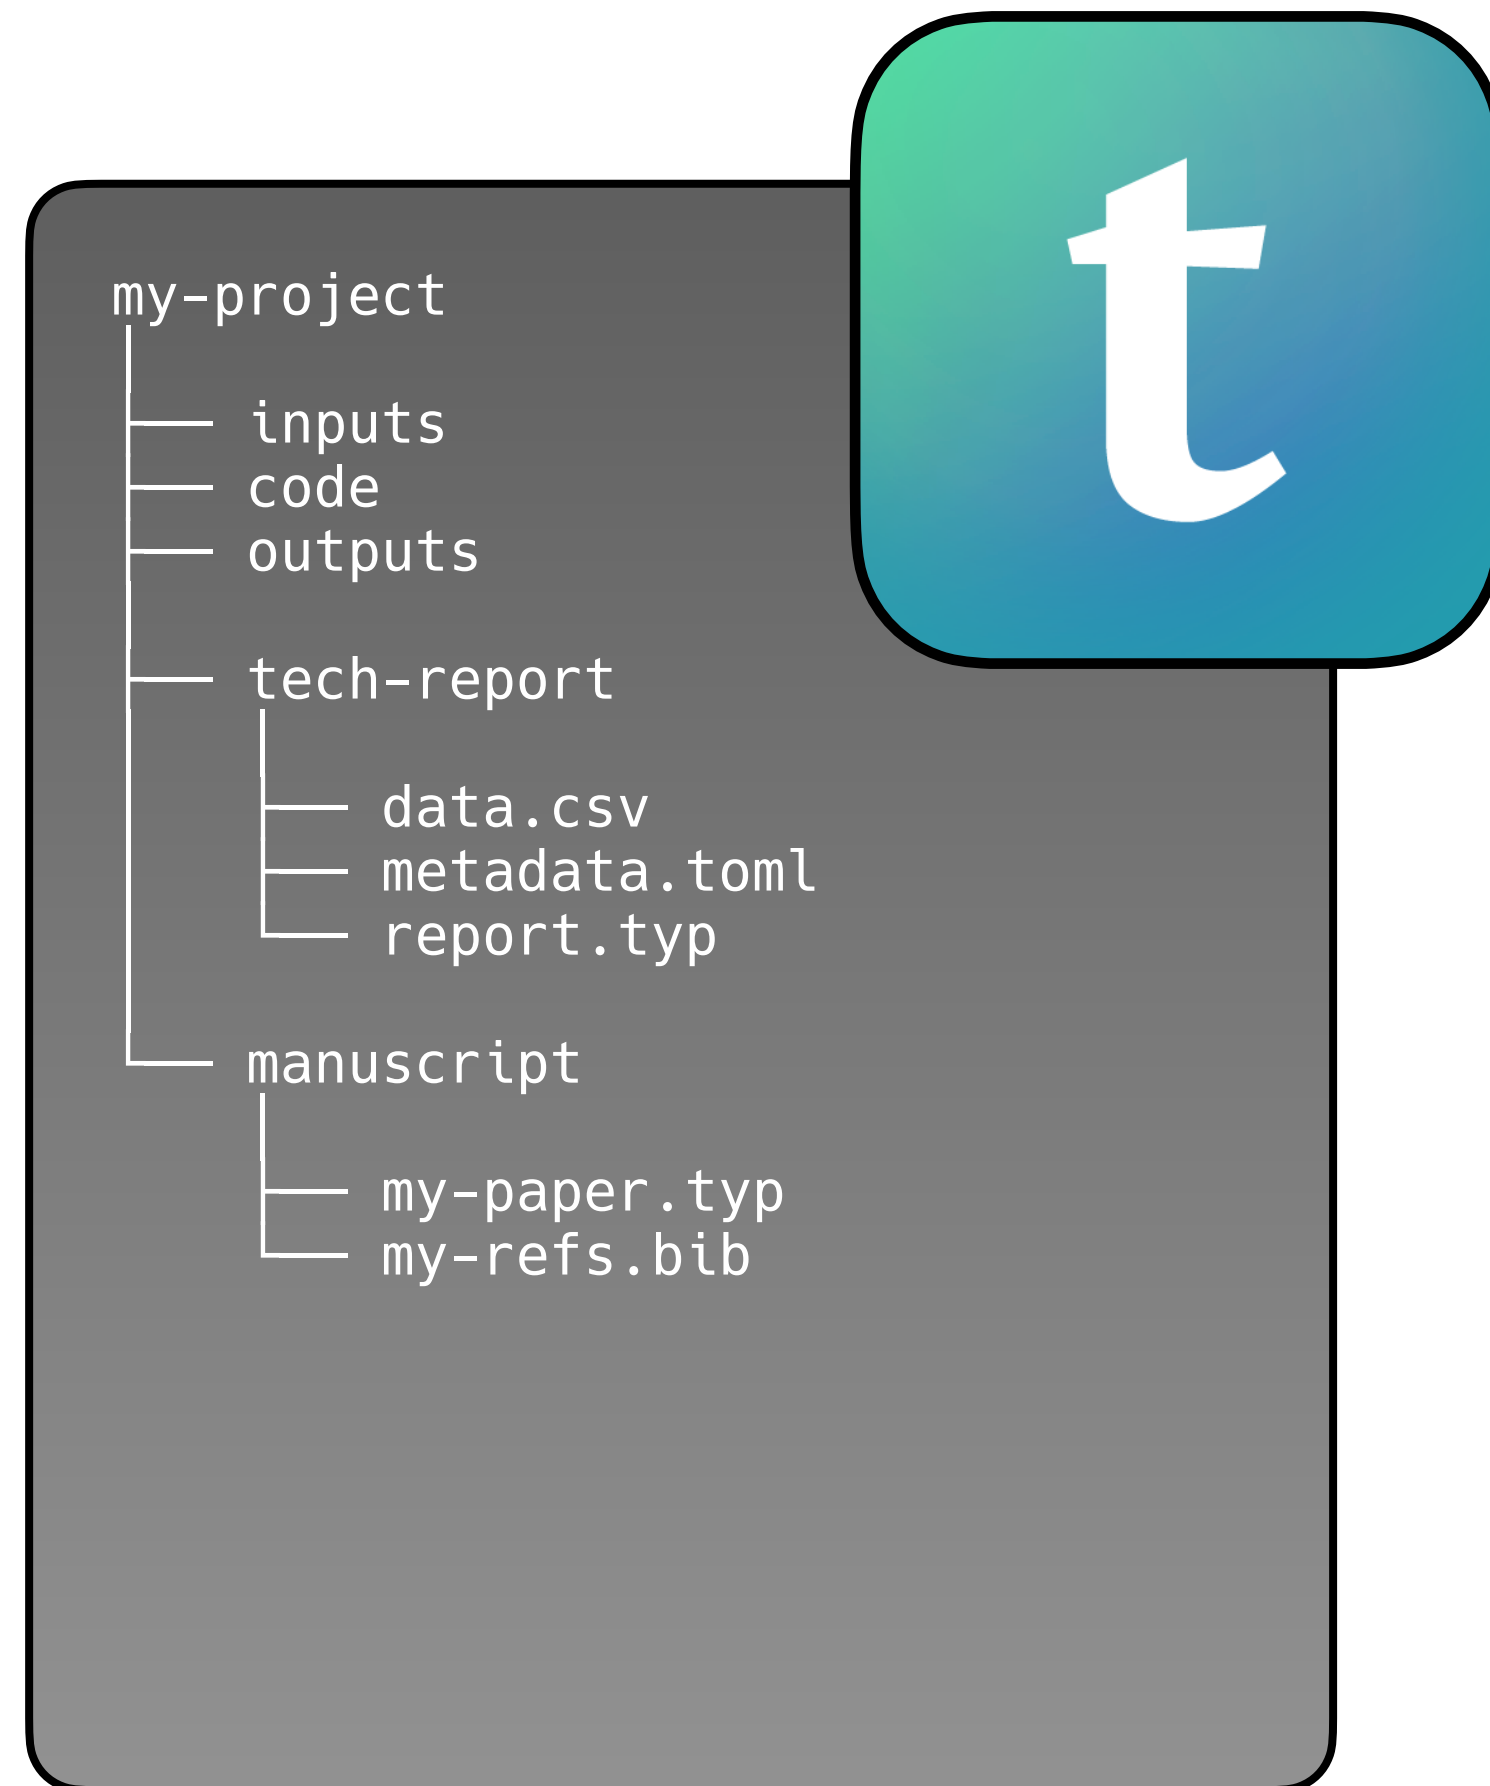 t
my-project
inputs
code
outputs
tech-report
data.csv
metadata.toml
report.typ
manuscript
my-paper.typ
my-refs.bib